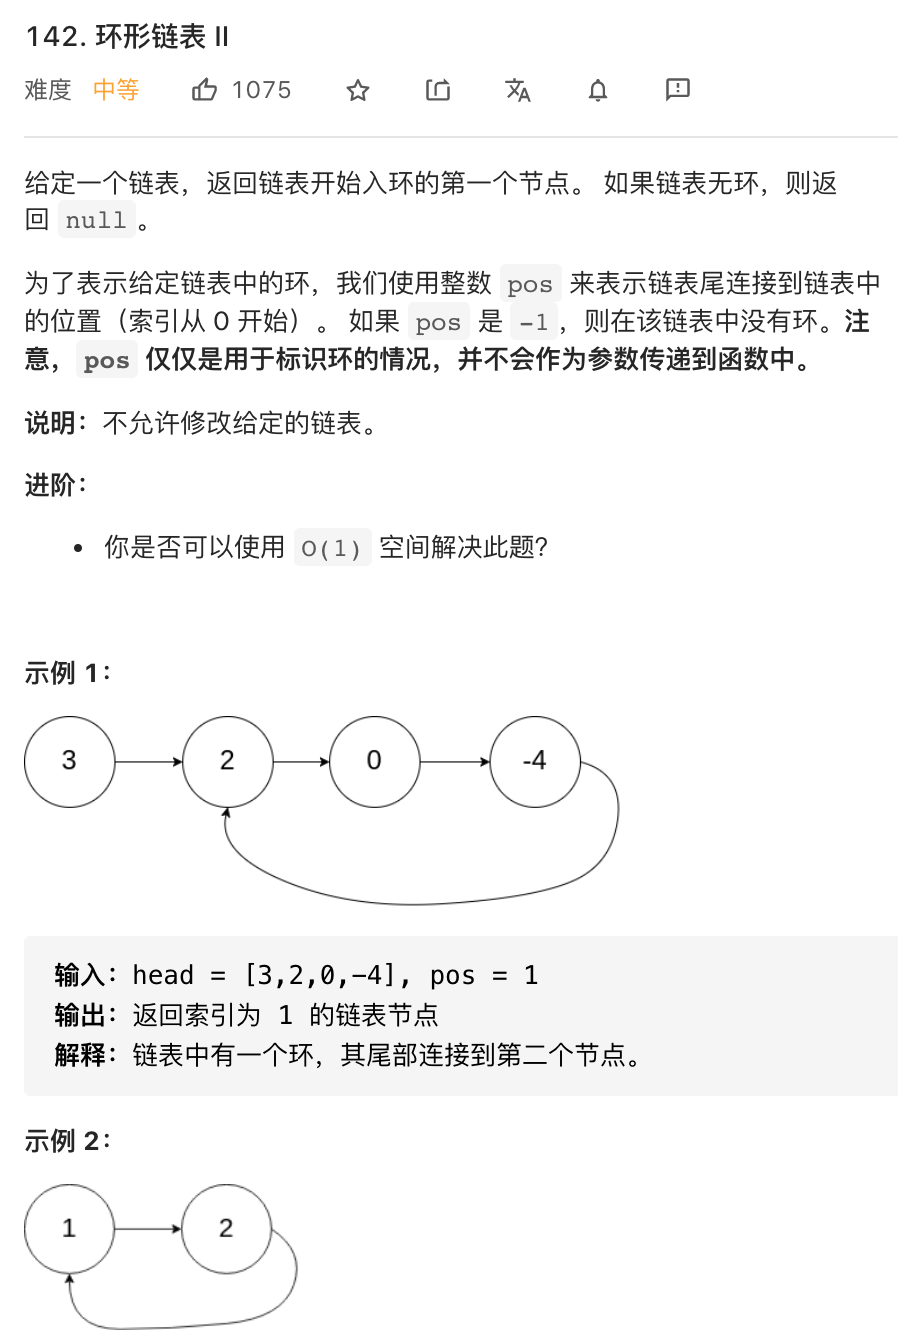 142. 环形链表 II
难度 中等 1075
给定一个链表，返回链表开始入环的第一个节点。 如果链表无环，则返
回 null 。
为了表示给定链表中的环，我们使用整数 pos 来表示链表尾连接到链表中
的位置（索引从 0 开始）。 如果 pos 是 -1，则在该链表中没有环。注
意，pos 仅仅是用于标识环的情况，并不会作为参数传递到函数中。
说明：不允许修改给定的链表。
进阶：
• 你是否可以使用 O(1) 空间解决此题?
示例 1：
3 2 0 -4
输入：head = [3,2,0,-4], pos = 1
输出：返回索引为 1 的链表节点
解释：链表中有一个环，其尾部连接到第二个节点。
示例 2：
1 2